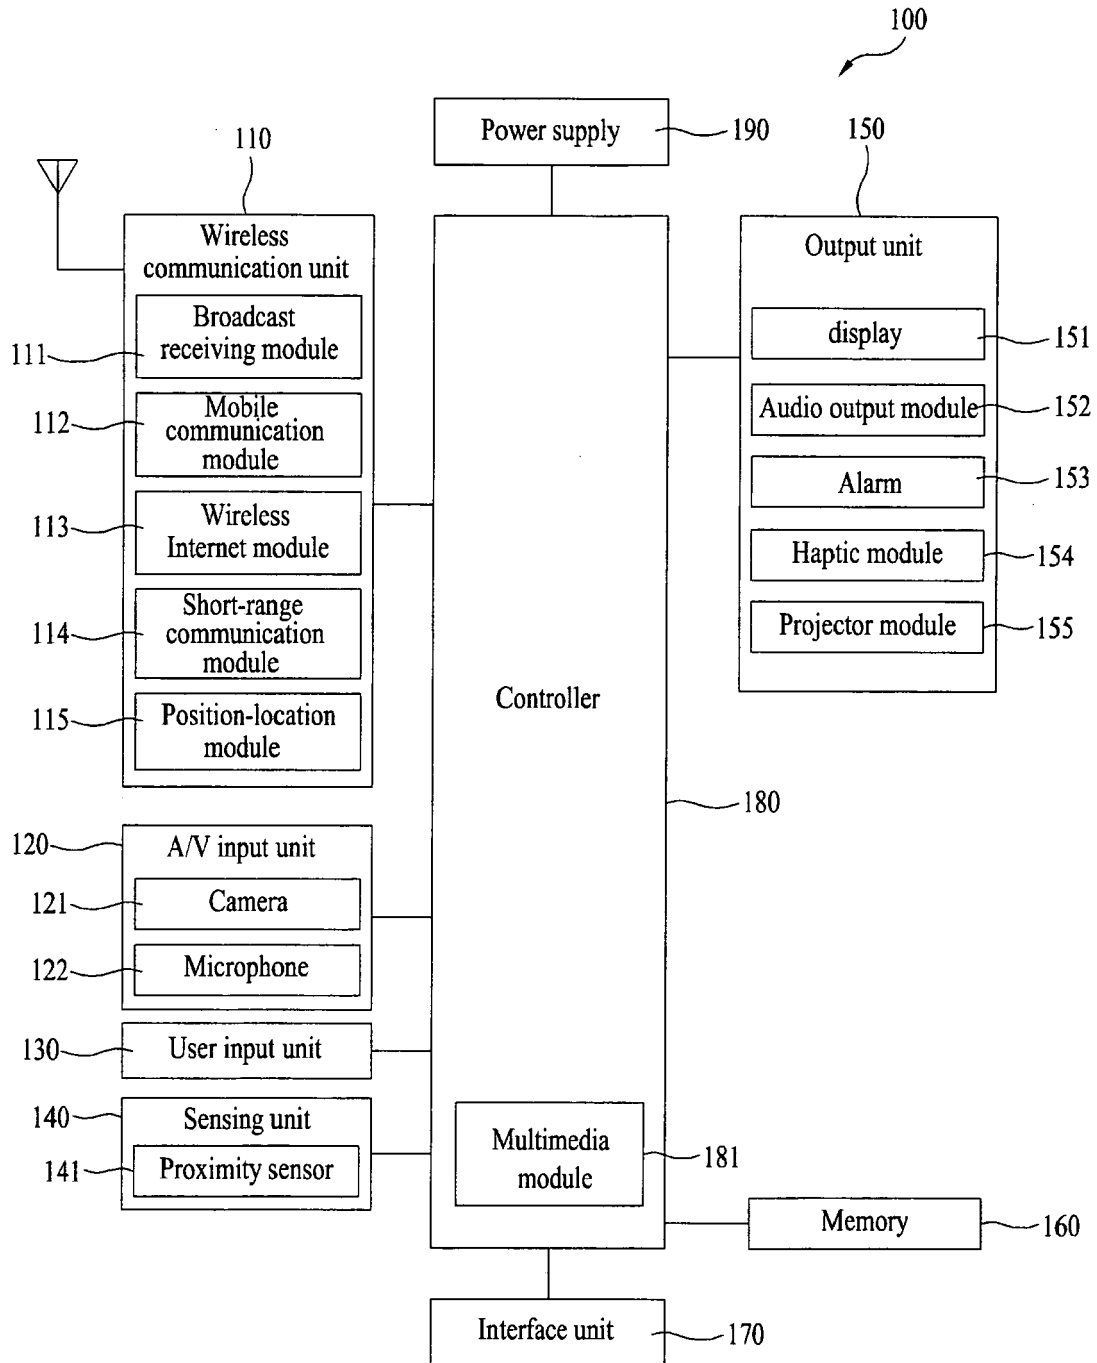 100
Power supply
190
110
150
Wireless
communication unit
Broadcast
receiving module
111
Mobile
communication
module
112
Wireless
Internet module
113
Short-range
communication
module
114
Position-location
module
115
Output unit
display
151
Audio output module
152
Alarm
153
Haptic module
154
Projector module
155
Controller
180
120
A/V input unit
121
Camera
122
Microphone
130
User input unit
140
Sensing unit
141
Proximity sensor
Multimedia
module
181
Memory
160
Interface unit
170